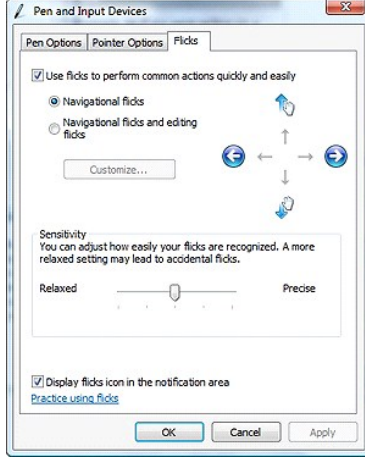 Pen and Input Devices
Pen Options Pointer Options Flicks
Use flicks to perform common actions quickly and easily
Navigational flicks
Navigational flicks and editing
flicks
Customize...
Sensitivity
You can adjust how easily your flicks are recognized. A more
relaxed setting may lead to accidental flicks.
Relaxed Precise
Display flicks icon in the notification area
Practice using flicks
OK Cancel Apply